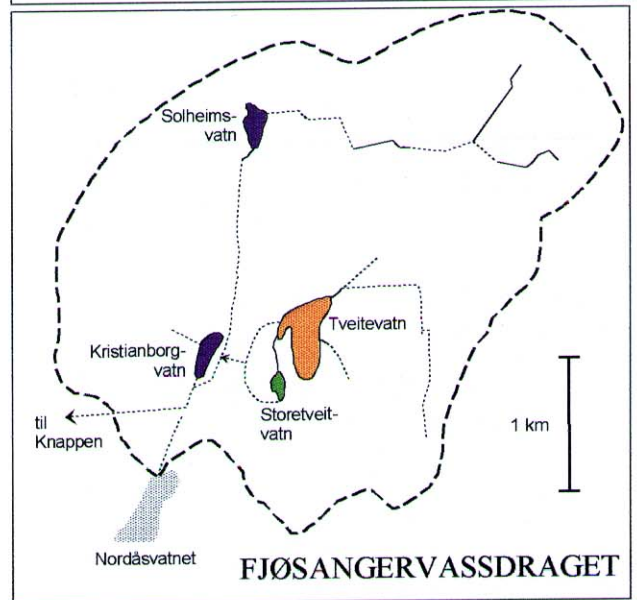 Solheims-
vatn
Tveitevatn
Kristianborg-
vatn
Storetveit-
vatn
til
Knappen
1 km
Nordåsvatnet
FJØSANGERVASSDRAGET